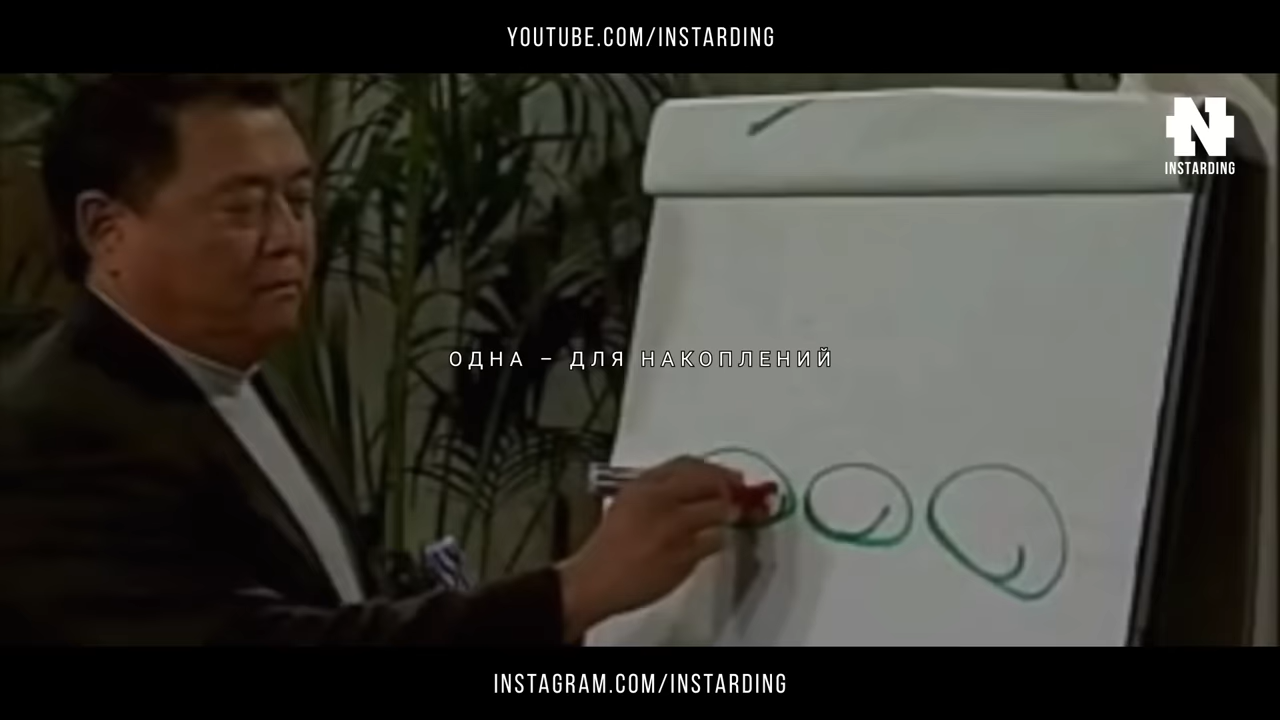 YOUTUBE.COM/INSTARDING
N
INSTARDING
ОДНА – ДЛЯ НАКОПЛЕНИЙ
INSTAGRAM.COM/INSTARDING